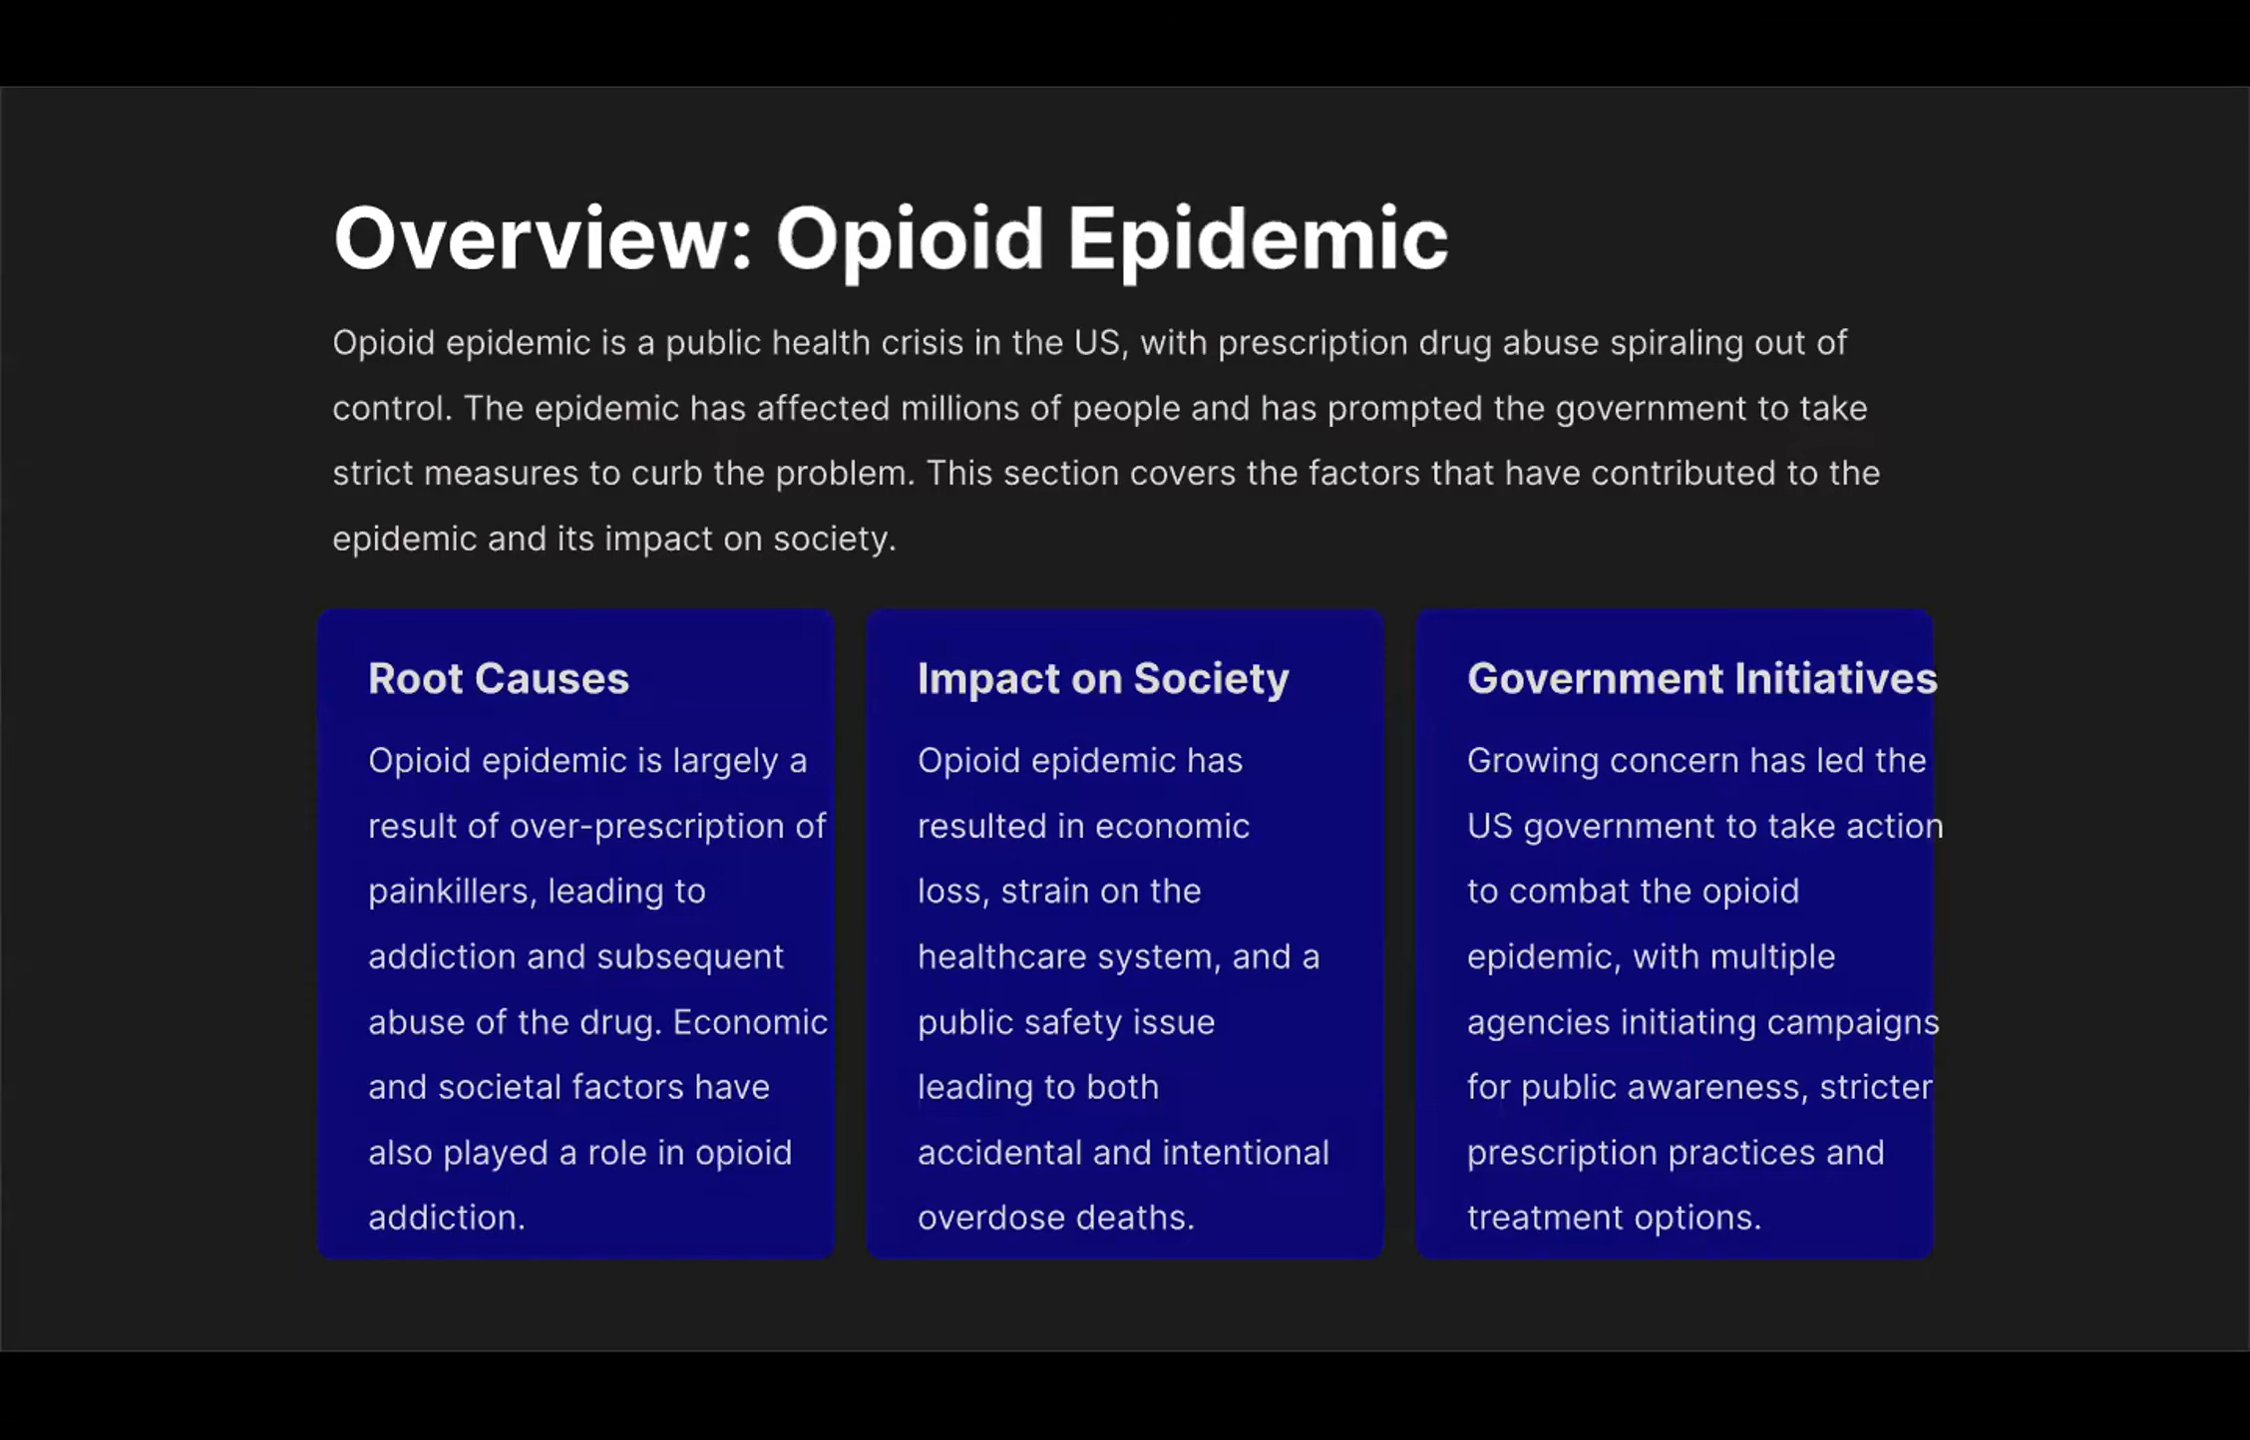 Overview: Opioid Epidemic
Opioid epidemic is a public health crisis in the US, with prescription drug abuse spiraling out of
control. The epidemic has affected millions of people and has prompted the government to take
strict measures to curb the problem. This section covers the factors that have contributed to the
epidemic and its impact on society.
Root Causes
Opioid epidemic is largely a
result of over-prescription of
painkillers, leading to
addiction and subsequent
abuse of the drug. Economic
and societal factors have
also played a role in opioid
addiction.
Impact on Society
Opioid epidemic has
resulted in economic
loss, strain on the
healthcare system, and a
public safety issue
leading to both
accidental and intentional
overdose deaths.
Government Initiatives
Growing concern has led the
US government to take action
to combat the opioid
epidemic, with multiple
agencies initiating campaigns
for public awareness, stricter
prescription practices and
treatment options.